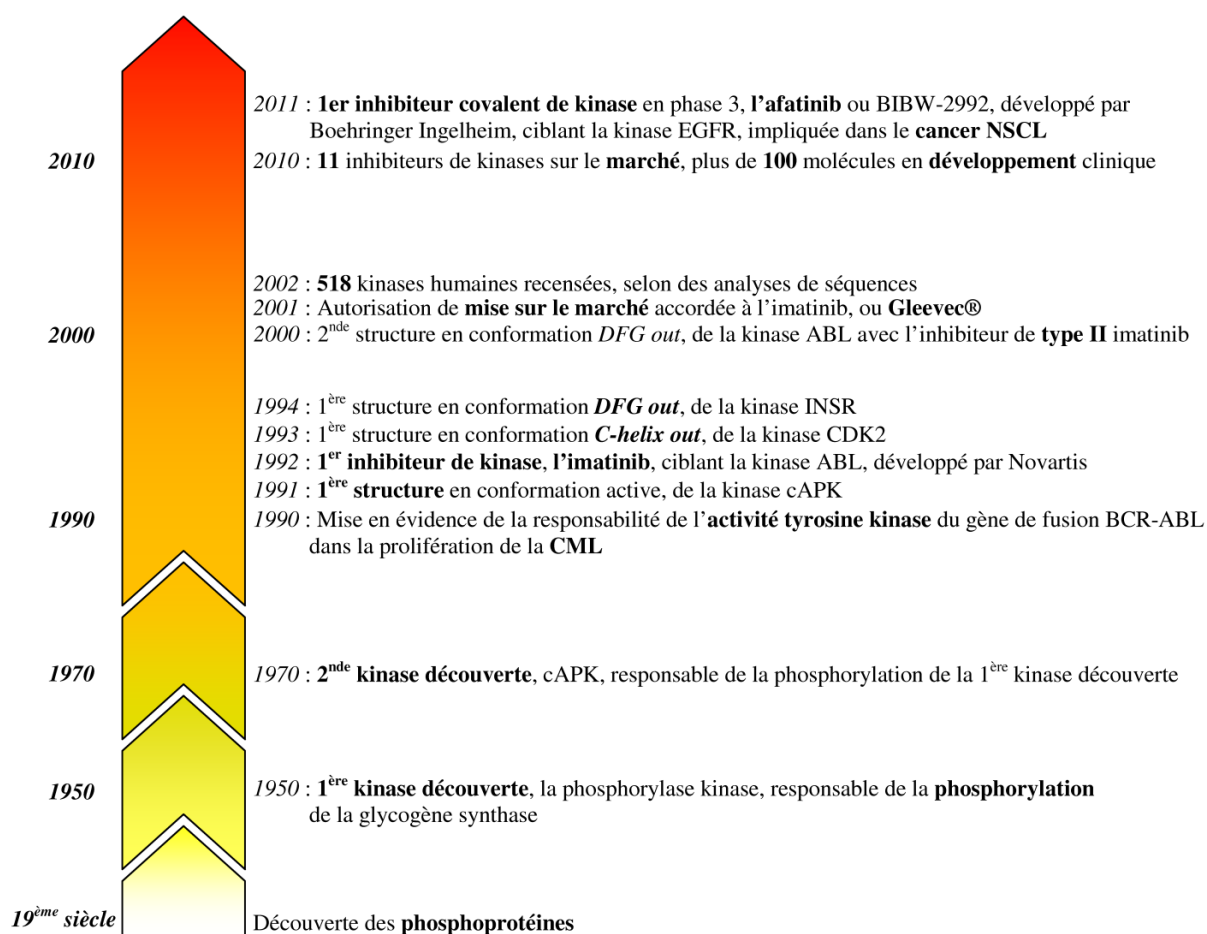 2011 : 1er inhibiteur covalent de kinase en phase 3, l'afatinib ou BIBW-2992, développé par
Boehringer Ingelheim, ciblant la kinase EGFR, impliquée dans le cancer NSCL
2010
2010 : 11 inhibiteurs de kinases sur le marché, plus de 100 molécules en développement clinique
2002 : 518 kinases humaines recensées, selon des analyses de séquences
2001 : Autorisation de mise sur le marché accordée à l'imatinib, ou Gleevec®
2000
2000 : 2nde structure en conformation DFG out, de la kinase ABL avec l'inhibiteur de type II imatinib
1994 : 1ère structure en conformation DFG out, de la kinase INSR
1993 : 1ère structure en conformation C-helix out, de la kinase CDK2
1992 : 1er inhibiteur de kinase, l'imatinib, ciblant la kinase ABL, développé par Novartis
1991 : 1ère structure en conformation active, de la kinase cAPK
1990
1990 : Mise en évidence de la responsabilité de l'activité tyrosine kinase du gène de fusion BCR-ABL
dans la prolifération de la CML
1970
1970 : 2nde kinase découverte, cAPK, responsable de la phosphorylation de la 1ère kinase découverte
1950
1950 : 1ère kinase découverte, la phosphorylase kinase, responsable de la phosphorylation
de la glycogène synthase
19ème siècle
Découverte des phosphoprotéines